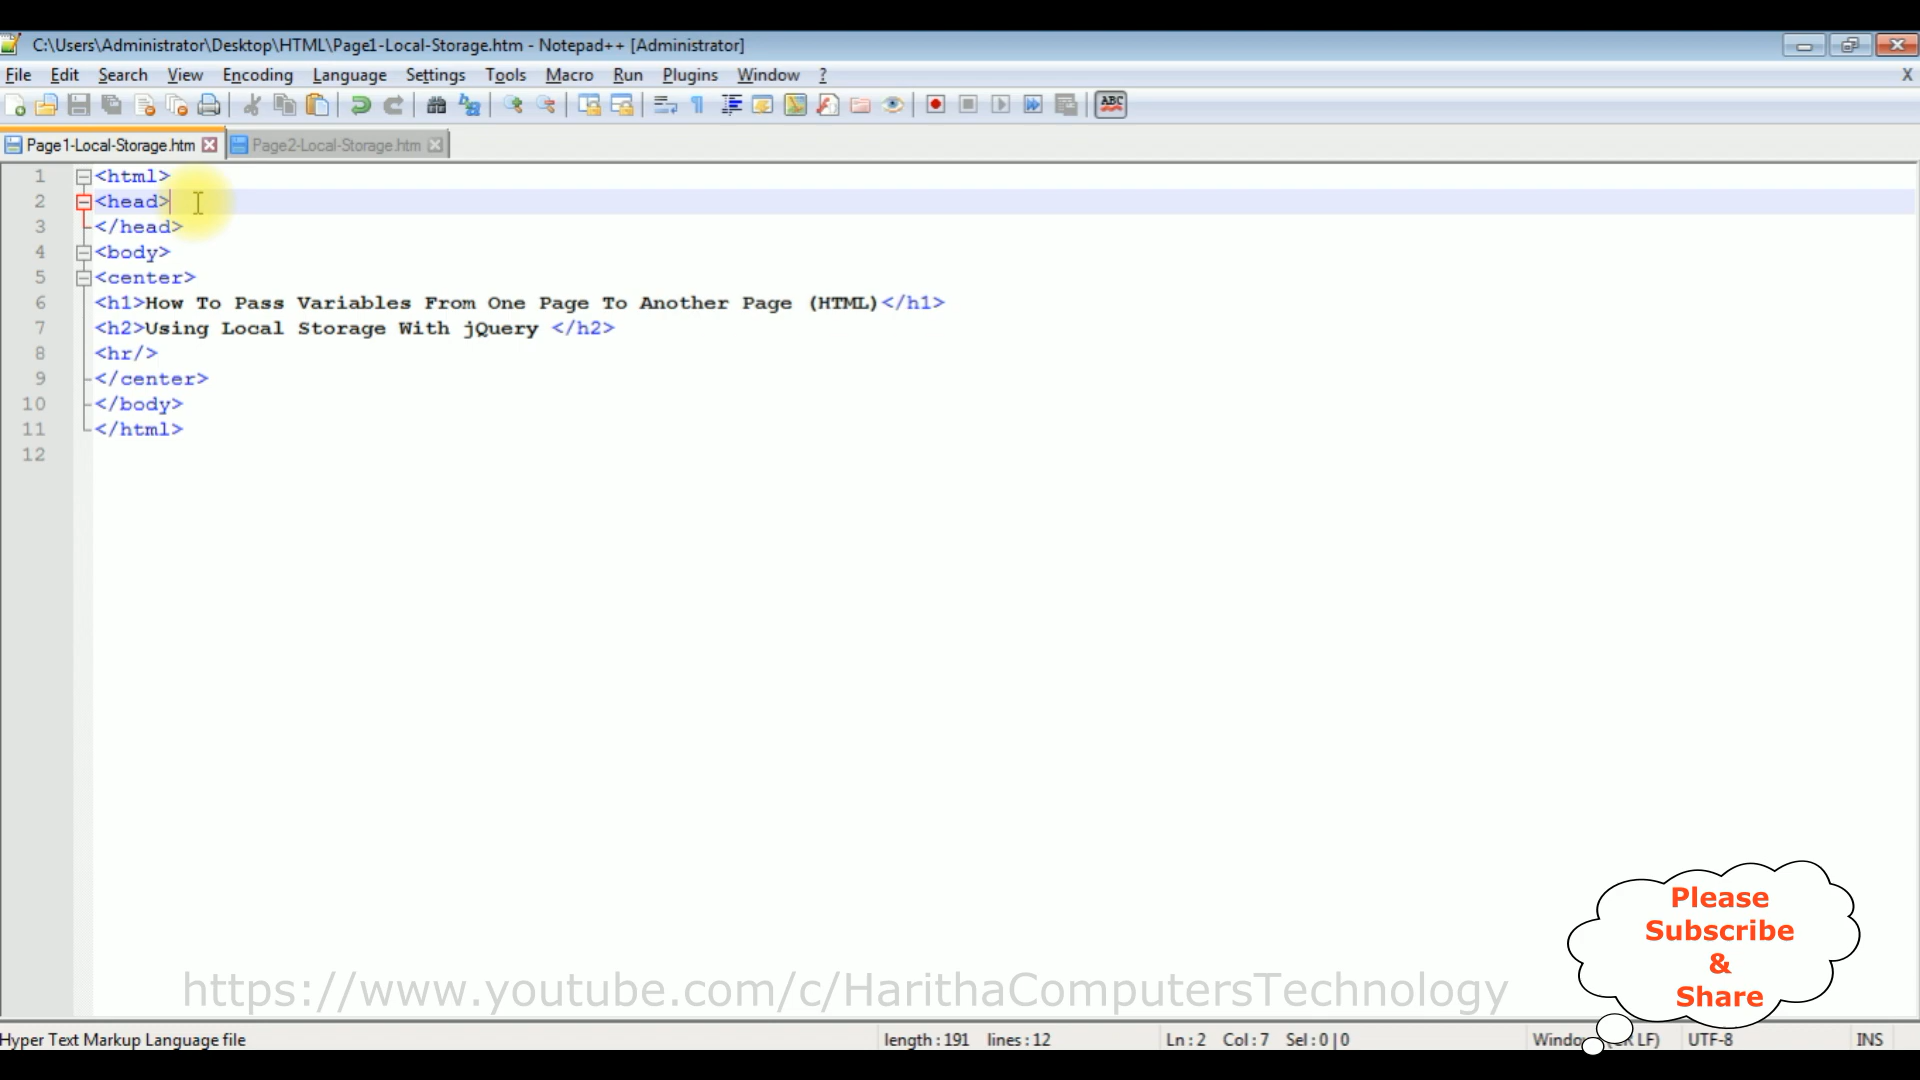 C:\Users\Administrator\Desktop\HTML\Page1-Local-Storage.htm - Notepad++ [Administrator]
File Edit Search View Encoding Language Settings Tools Macro Run Plugins Window ? X
ABC
Page1-Local-Storage.htm Page2-Local-Storage.htm
1 <html>
2 <head>
3 </head>
4 <body>
5 <center>
6 <h1>How To Pass Variables From One Page To Another Page (HTML)</h1>
7 <h2>Using Local Storage With jQuery </h2>
8 <hr/>
9 </center>
10 </body>
11 </html>
12
Please
Subscribe
&
Share
https://www.youtube.com/c/HarithaComputersTechnology
Hyper Text Markup Language file length : 191 lines : 12 Ln : 2 Col : 7 Sel : 0 | 0 LF) UTF-8 INS